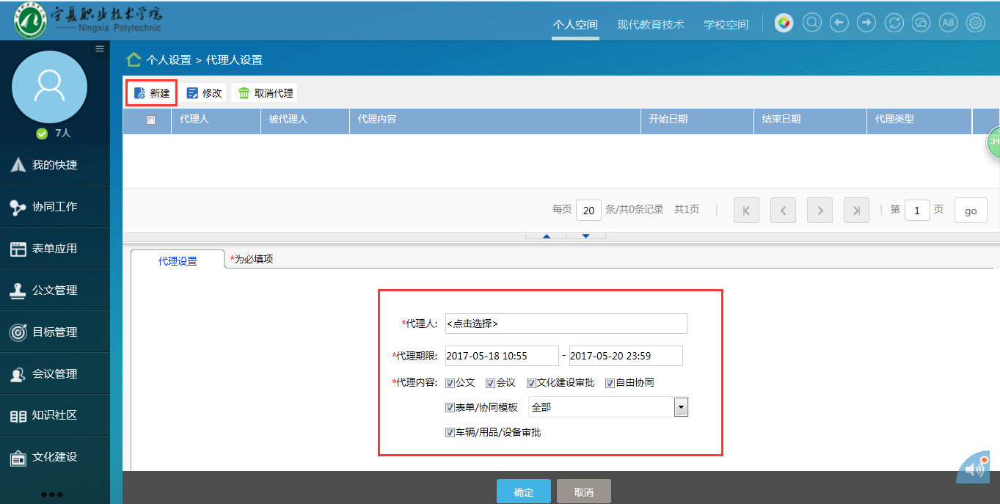 宁夏职业技术学院
Ningxia Polytechnic
个人空间 现代教育技术 学校空间 A8
7人
我的快捷
协同工作
表单应用
公文管理
目标管理
会议管理
知识社区
文化建设
个人设置 > 代理人设置
新建 修改 取消代理
代理人 被代理人 代理内容 开始日期 结束日期 代理类型
34
每页 20 条/共0条记录 共1页 第 1 页 go
代理设置 *为必填项
*代理人: <点击选择>
*代理期限: 2017-05-18 10:55 - 2017-05-20 23:59
*代理内容: 公文 会议 文化建设审批 自由协同
表单/协同模板 全部
车辆/用品/设备审批
确定 取消